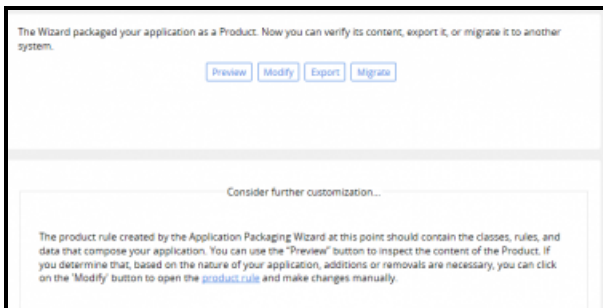 The Wizard packaged your application as a Product. Now you can verify its content, export it, or migrate it to another
system.
Preview Modify Export Migrate
Consider further customization...
The product rule created by the Application Packaging Wizard at this point should contain the classes, rules, and
data that compose your application. You can use the "Preview" button to inspect the content of the Product. If
you determine that, based on the nature of your application, additions or removals are necessary, you can click
on the 'Modify' button to open the product rule and make changes manually.